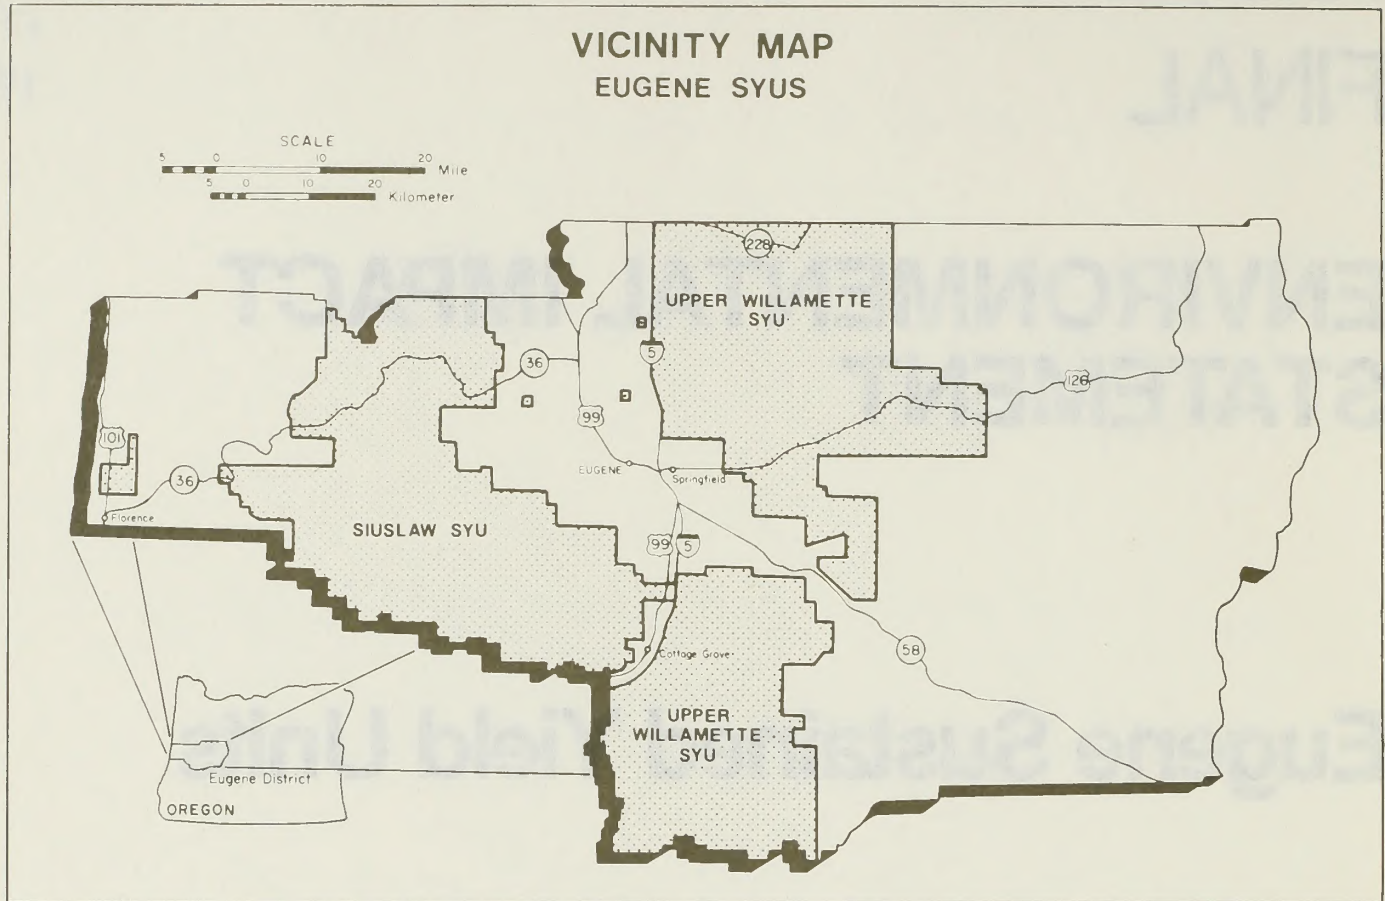 VICINITY MAP
EUGENE SYUS
SCALE
5 0 10 20
Mile
5 0 10 20
Kilometer
228
UPPER WILLAMETTE
SYU
5
36
126
99
101
EUGENE
Springfield
36
Florence
SIUSLAW SYU
99
5
58
Cottage Grove
UPPER
WILLAMETTE
SYU
Eugene District
OREGON
FINAL
ENVIRONMENTAL IMPACT
STATEMENT
Eugene Sustained Yield Units